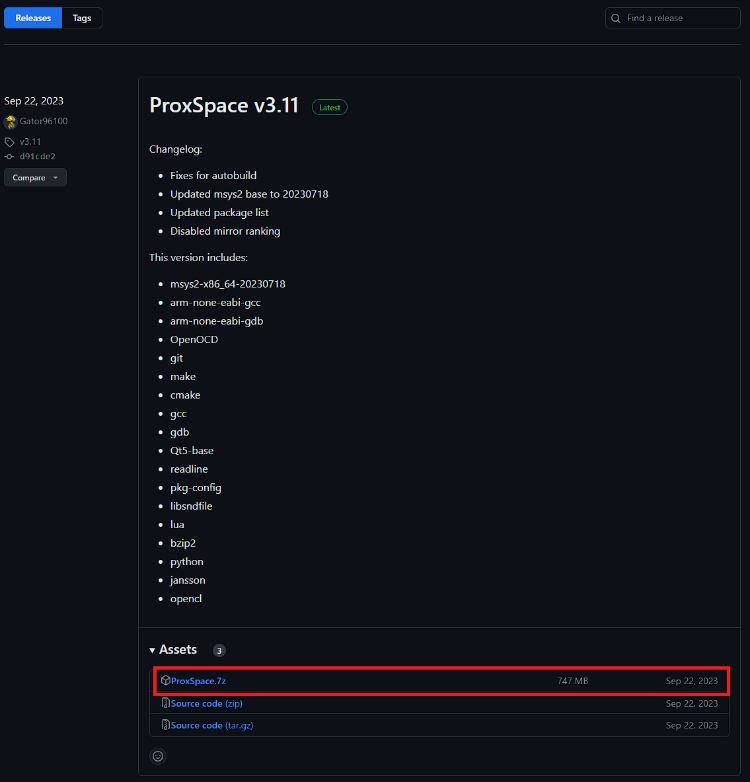 Releases Tags Find a release
Sep 22, 2023
Gator96100
v3.11
d91cde2
Compare
ProxSpace v3.11 Latest
Changelog:
Fixes for autobuild
Updated msys2 base to 20230718
Updated package list
Disabled mirror ranking
This version includes:
msys2-x86_64-20230718
arm-none-eabi-gcc
arm-none-eabi-gdb
OpenOCD
git
make
cmake
gcc
gdb
Qt5-base
readline
pkg-config
libsndfile
lua
bzip2
python
jansson
opencl
Assets 3
ProxSpace.7z 747 MB Sep 22, 2023
Source code (zip) Sep 22, 2023
Source code (tar.gz) Sep 22, 2023